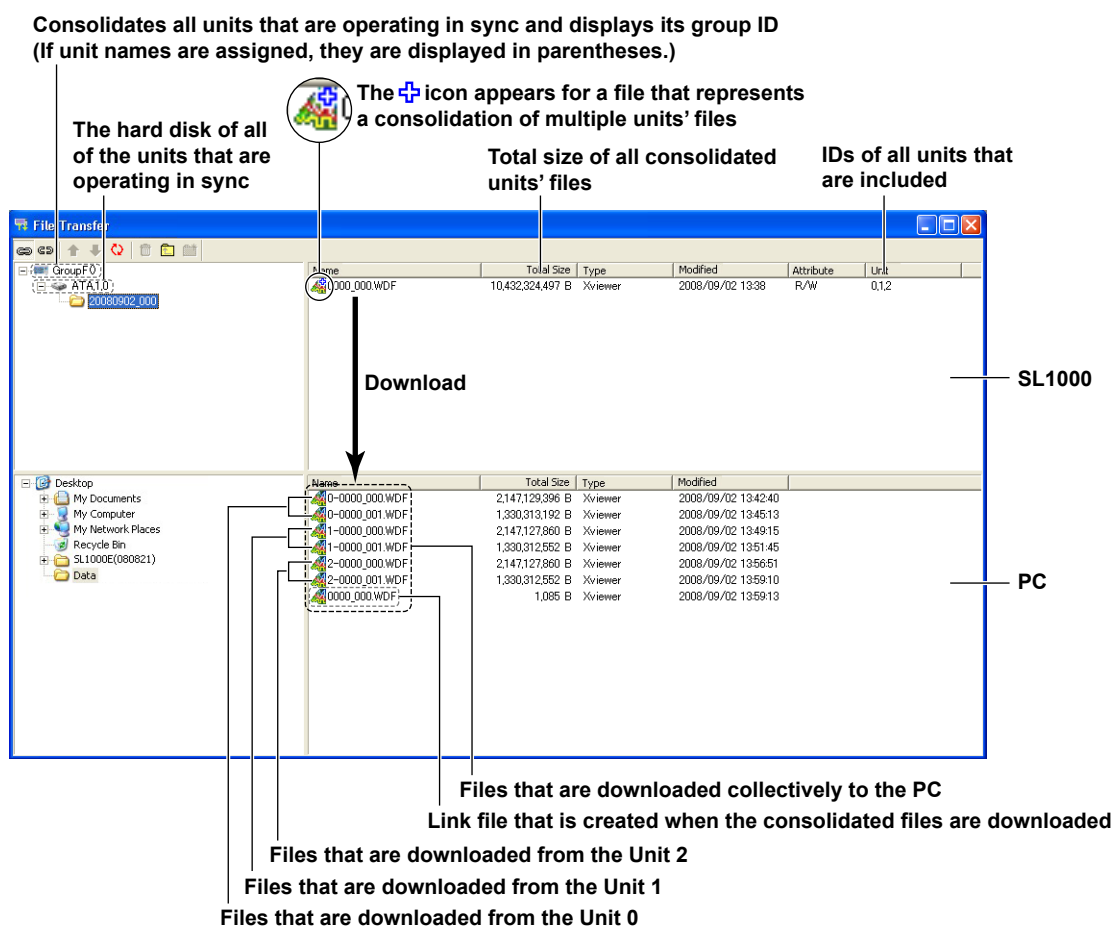 Consolidates all units that are operating in sync and displays its group ID
(If unit names are assigned, they are displayed in parentheses.)
The icon appears for a file that represents
a consolidation of multiple units' files
The hard disk of all
of the units that are
operating in sync
Total size of all consolidated
units' files
IDs of all units that
are included
File Transfer
GroupF0
ATA1,0
20080902_000
Name Total Size Type Modified Attribute Unit
0000_000.WDF 10,432,324,497 B Xviewer 2008/09/02 13:38 R/W 0,1,2
Download
SL1000
Desktop
My Documents
My Computer
My Network Places
Recycle Bin
SL1000E(080821)
Data
Name Total Size Type Modified
0-0000_000.WDF 2,147,129,396 B Xviewer 2008/09/02 13:42:40
0-0000_001.WDF 1,330,313,192 B Xviewer 2008/09/02 13:45:13
1-0000_000.WDF 2,147,127,860 B Xviewer 2008/09/02 13:49:15
1-0000_001.WDF 1,330,312,552 B Xviewer 2008/09/02 13:51:45
2-0000_000.WDF 2,147,127,860 B Xviewer 2008/09/02 13:56:51
2-0000_001.WDF 1,330,312,552 B Xviewer 2008/09/02 13:59:10
0000_000.WDF 1,085 B Xviewer 2008/09/02 13:59:13
PC
Files that are downloaded collectively to the PC
Link file that is created when the consolidated files are downloaded
Files that are downloaded from the Unit 2
Files that are downloaded from the Unit 1
Files that are downloaded from the Unit 0